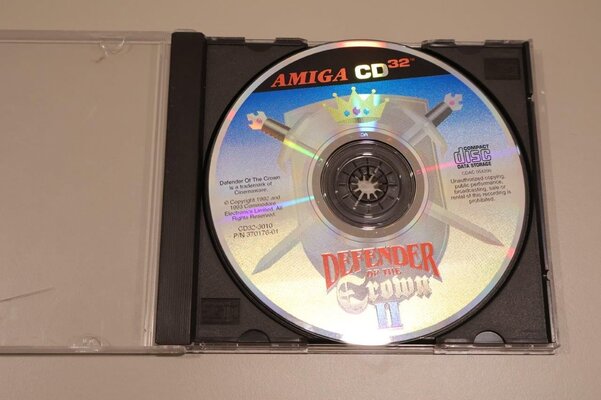 AMIGA CD³²™
Defender Of The Crown
is a trademark of
Cinemaware.
© Copyright 1992 and
1993 Commodore
Electronics Limited. All
Rights Reserved.
CD32-3010
P/N 370176-01
COMPACT
disc
DATA STORAGE
Unauthorized copying,
public performance,
broadcasting, sale or
rental of this recording is
prohibited.
DEFENDER
OF THE
Crown
II